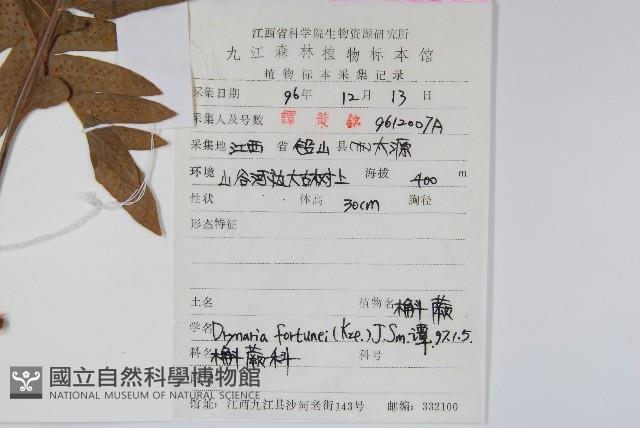 江西省科学院生物资源研究所
九江森林植物标本馆
植物标本采集记录
采集日期 96年 12月 13日
采集人及号数 譚策銘 9612007A
采集地 江西 省 铅山 县(市) 太源
环境 山谷河边大古树上 海拔 400 m
性状 体高 30cm 胸径
形态特征
土名 植物名 槲蕨
学名 Drynaria fortunei (Kze.) J.Sm. 谭. 97.1.5.
科名 槲蕨科 科号
國立自然科學博物館
NATIONAL MUSEUM OF NATURAL SCIENCE
馆址：江西九江县沙河老街143号 邮编：332100